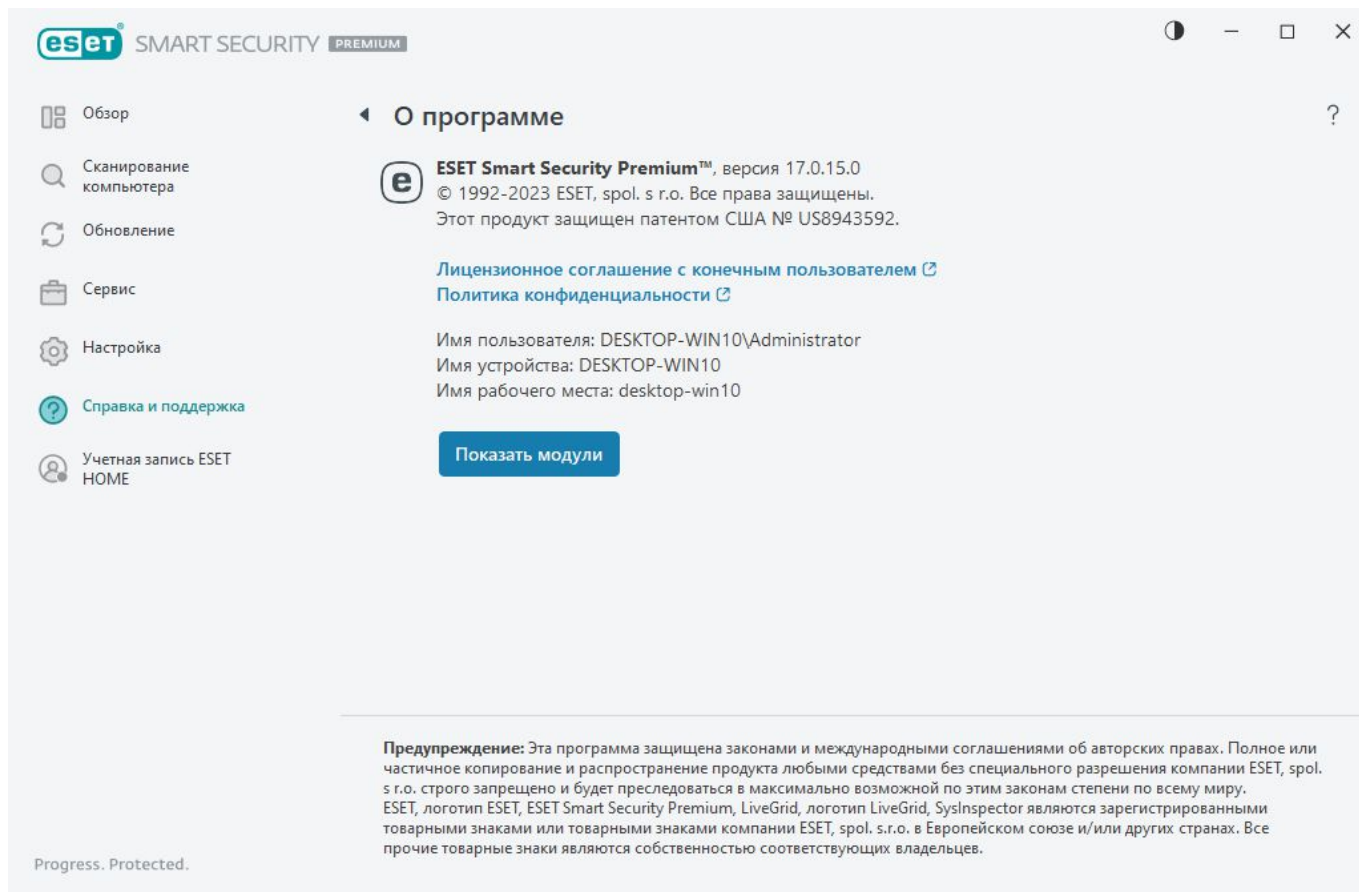 eseT® SMART SECURITY PREMIUM
Обзор
Сканирование
компьютера
Обновление
Сервис
Настройка
Справка и поддержка
Учетная запись ESET
HOME
О программе
?
ESET Smart Security Premium™, версия 17.0.15.0
© 1992-2023 ESET, spol. s r.o. Все права защищены.
Этот продукт защищен патентом США № US8943592.
Лицензионное соглашение с конечным пользователем
Политика конфиденциальности
Имя пользователя: DESKTOP-WIN10\Administrator
Имя устройства: DESKTOP-WIN10
Имя рабочего места: desktop-win10
Показать модули
Предупреждение: Эта программа защищена законами и международными соглашениями об авторских правах. Полное или
частичное копирование и распространение продукта любыми средствами без специального разрешения компании ESET, spol.
s r.o. строго запрещено и будет преследоваться в максимально возможной по этим законам степени по всему миру.
ESET, логотип ESET, ESET Smart Security Premium, LiveGrid, логотип LiveGrid, SysInspector являются зарегистрированными
товарными знаками или товарными знаками компании ESET, spol. s.r.o. в Европейском союзе и/или других странах. Все
прочие товарные знаки являются собственностью соответствующих владельцев.
Progress. Protected.